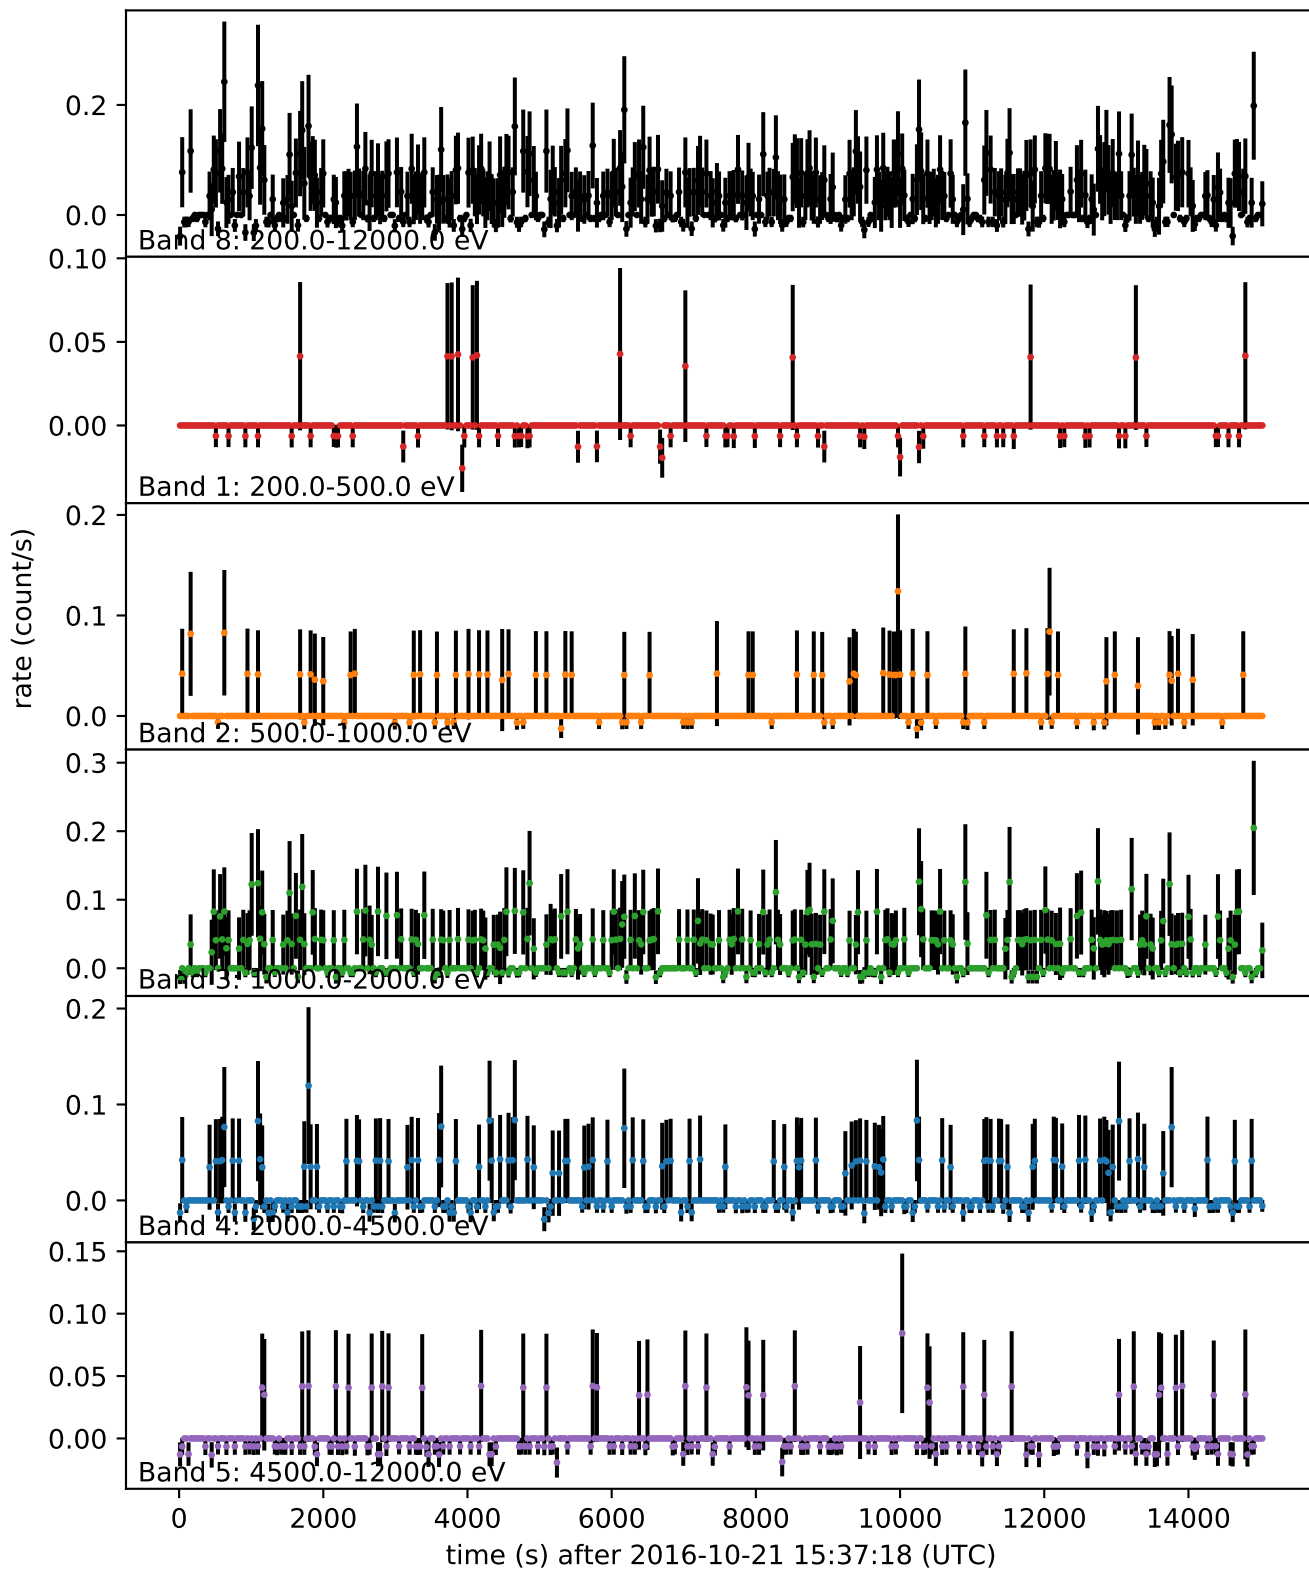 0.2
0.0
Band 8: 200.0-12000.0 eV
0.10
0.05
0.00
Band 1: 200.0-500.0 eV
rate (count/s)
0.2
0.1
0.0
Band 2: 500.0-1000.0 eV
0.3
0.2
0.1
0.0
Band 3: 1000.0-2000.0 eV
0.2
0.1
0.0
Band 4: 2000.0-4500.0 eV
0.15
0.10
0.05
0.00
Band 5: 4500.0-12000.0 eV
0 2000 4000 6000 8000 10000 12000 14000
time (s) after 2016-10-21 15:37:18 (UTC)